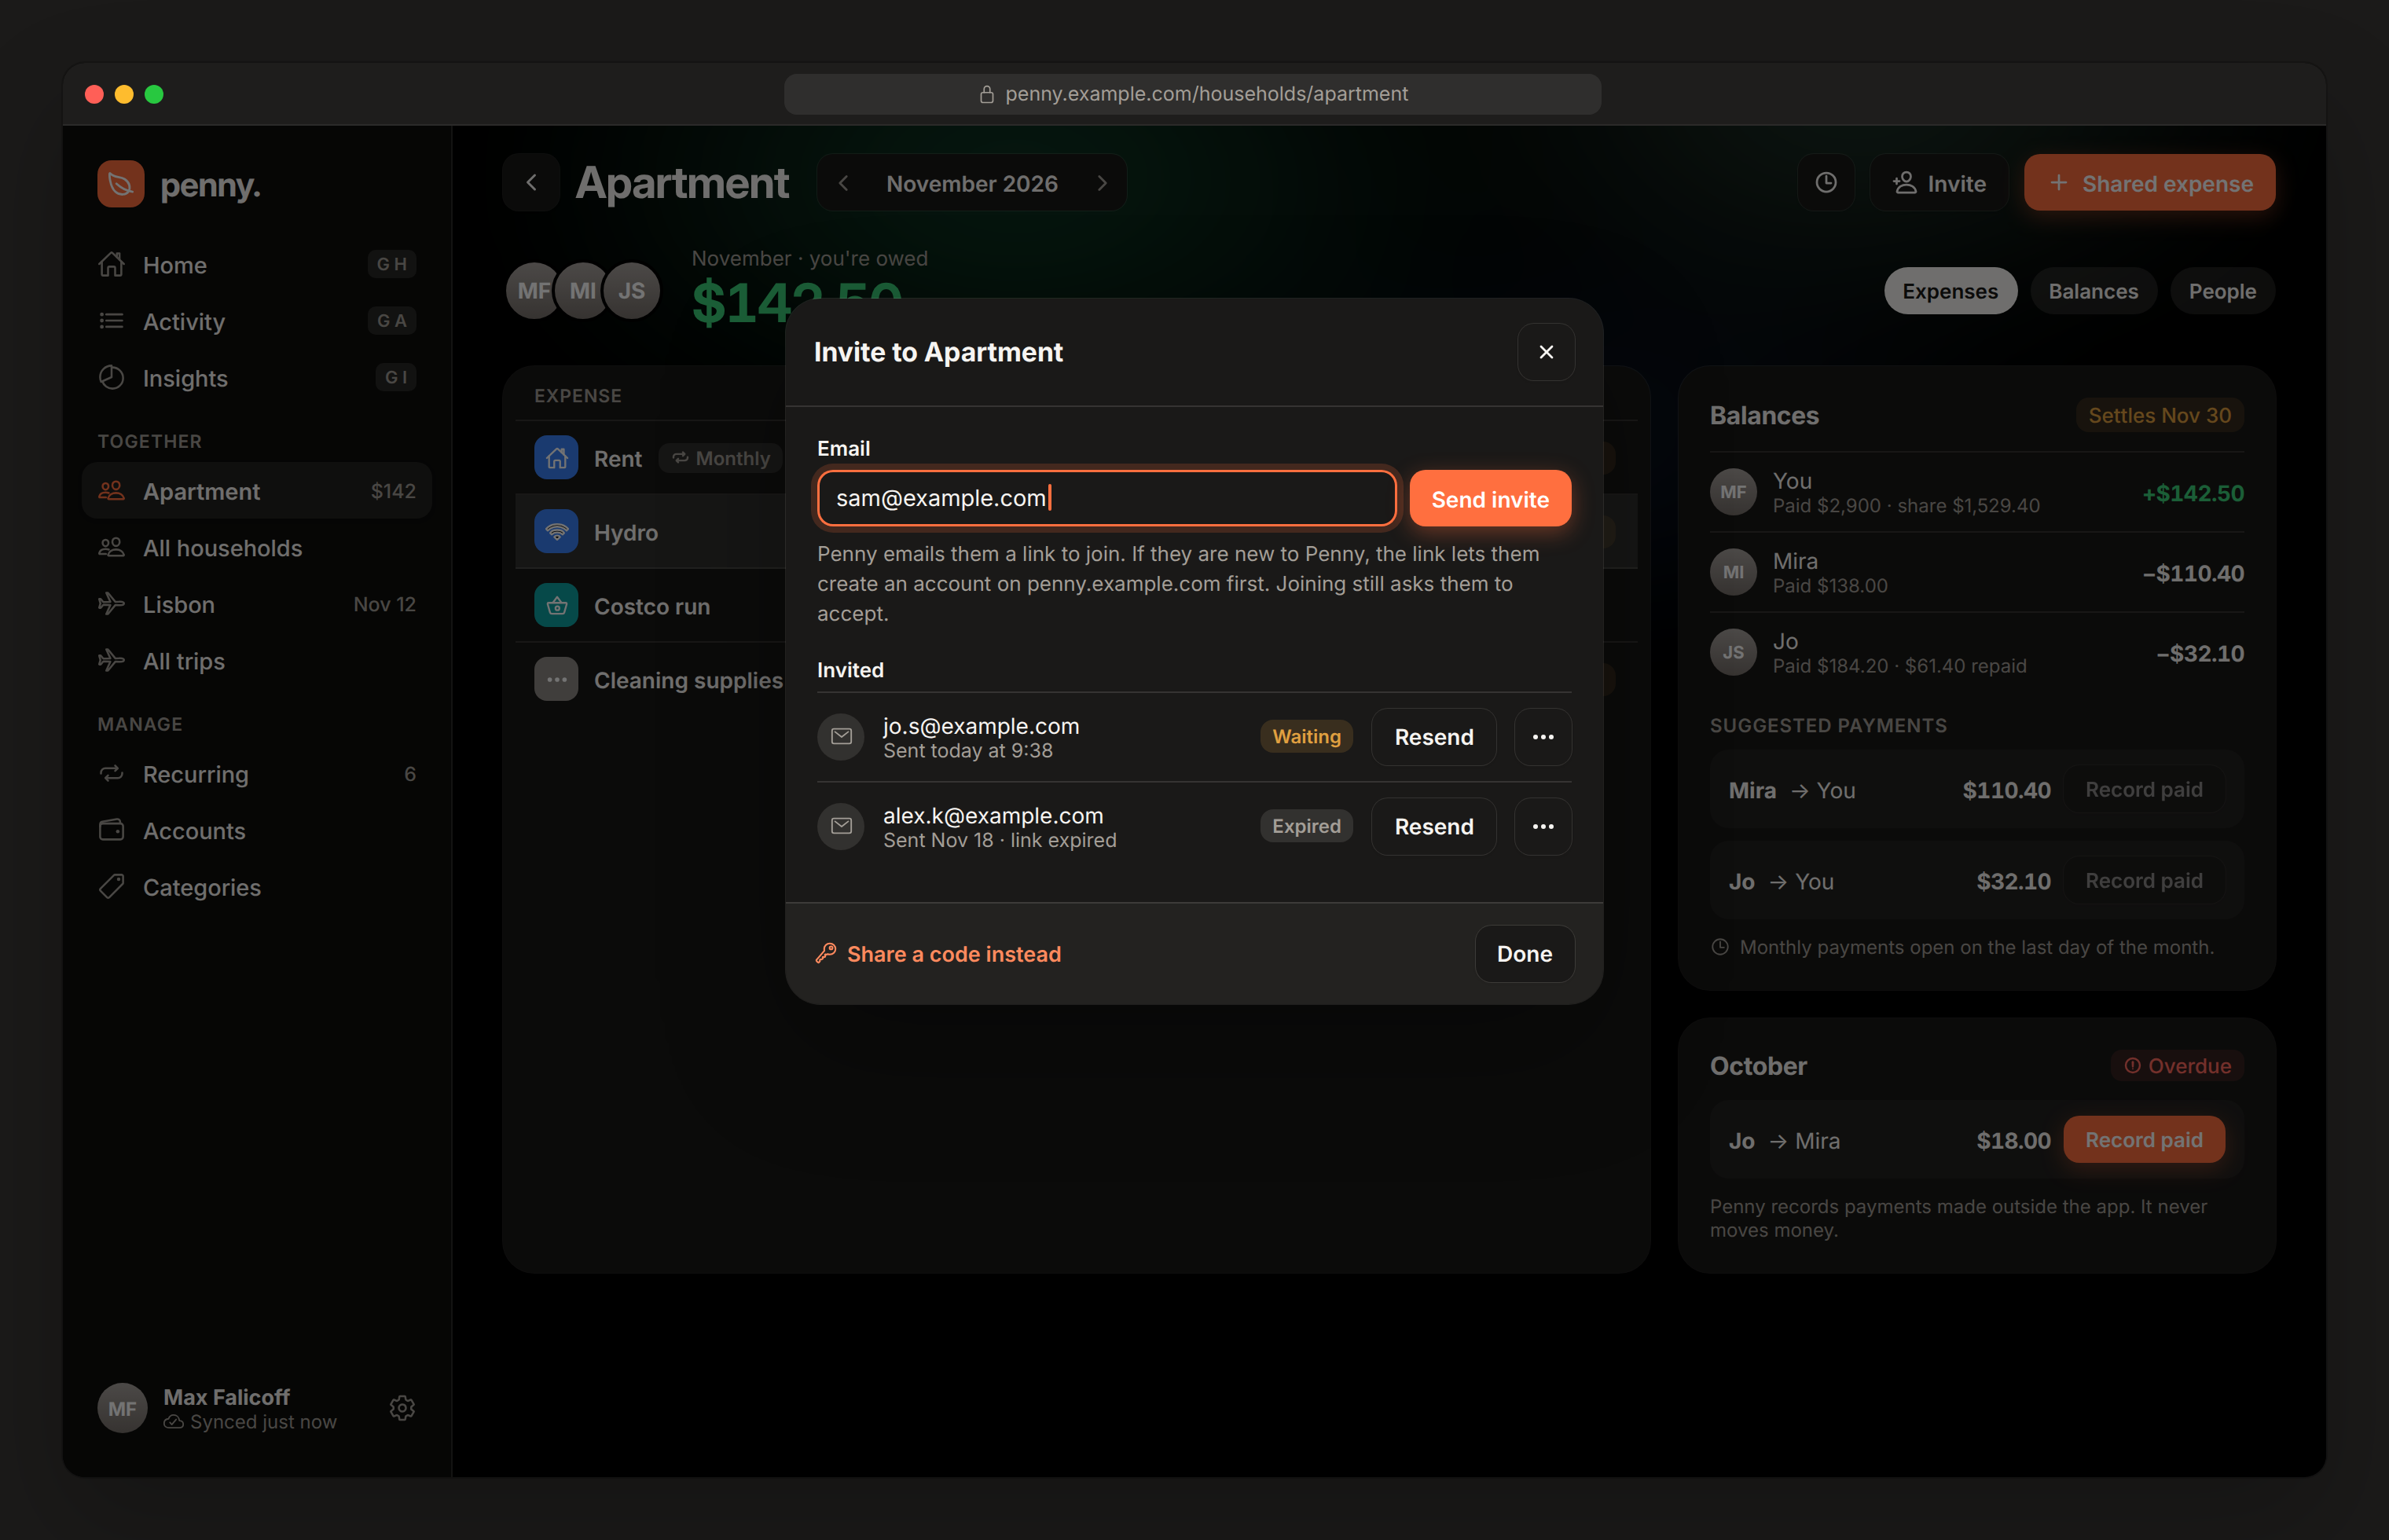 penny.example.com/households/apartment
penny.
Home G H
Activity G A
Insights G I
TOGETHER
Apartment $142
All households
Lisbon Nov 12
All trips
MANAGE
Recurring 6
Accounts
Categories
MF Max Falicoff
Synced just now
Apartment
November 2026
Invite
Shared expense
MF MI JS
November · you're owed
$142.50
Expenses Balances People
EXPENSE
Rent Monthly
Hydro
Costco run
Cleaning supplies
Invite to Apartment
Email
sam@example.com Send invite
Penny emails them a link to join. If they are new to Penny, the link lets them
create an account on penny.example.com first. Joining still asks them to
accept.
Invited
jo.s@example.com
Sent today at 9:38
Waiting Resend
alex.k@example.com
Sent Nov 18 · link expired
Expired Resend
Share a code instead Done
Balances Settles Nov 30
MF You
Paid $2,900 · share $1,529.40
+$142.50
MI Mira
Paid $138.00
−$110.40
JS Jo
Paid $184.20 · $61.40 repaid
−$32.10
SUGGESTED PAYMENTS
Mira → You $110.40 Record paid
Jo → You $32.10 Record paid
Monthly payments open on the last day of the month.
October Overdue
Jo → Mira $18.00 Record paid
Penny records payments made outside the app. It never
moves money.